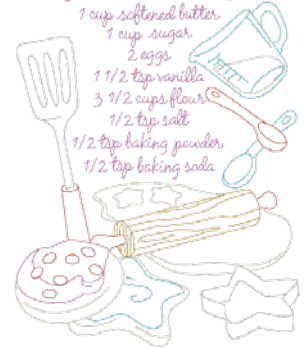 1 cup softened butter
1 cup sugar
2 eggs
1 1/2 tsp vanilla
3 1/2 cups flour
1/2 tsp salt
1/2 tsp baking powder
1/2 tsp baking soda